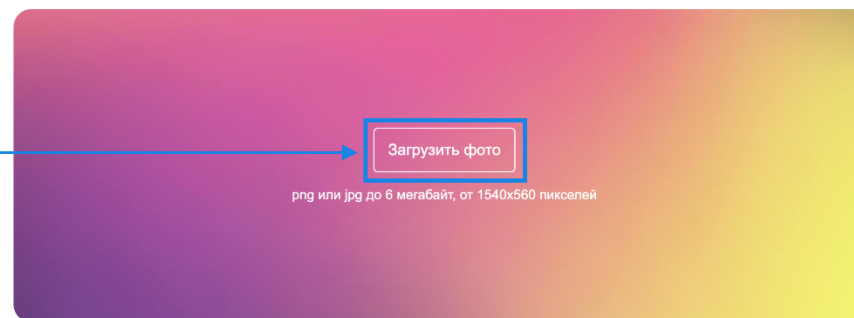 Загрузить фото
png или jpg до 6 мегабайт, от 1540x560 пикселей